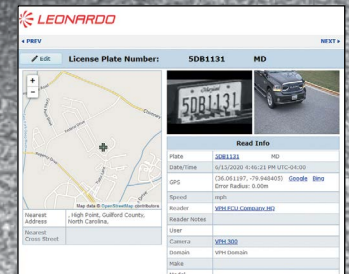 LEONARDO
PREV
NEXT
Edit
License Plate Number: 5DB1131 MD
+
−
Map data © OpenStreetMap contributors
Nearest Address , High Point, Guilford County, North Carolina,
Nearest Cross Street
Maryland
5DB1131
Read Info
Plate 5DB1131 MD
Date/Time 6/15/2020 4:46:21 PM UTC-04:00
GPS (36.061197, -79.948405) Google Bing
Error Radius: 0.00m
Speed mph
Reader VPH FCU Company HQ
Reader Notes
User
Camera VPH 300
Domain VPH Domain
Make
Model